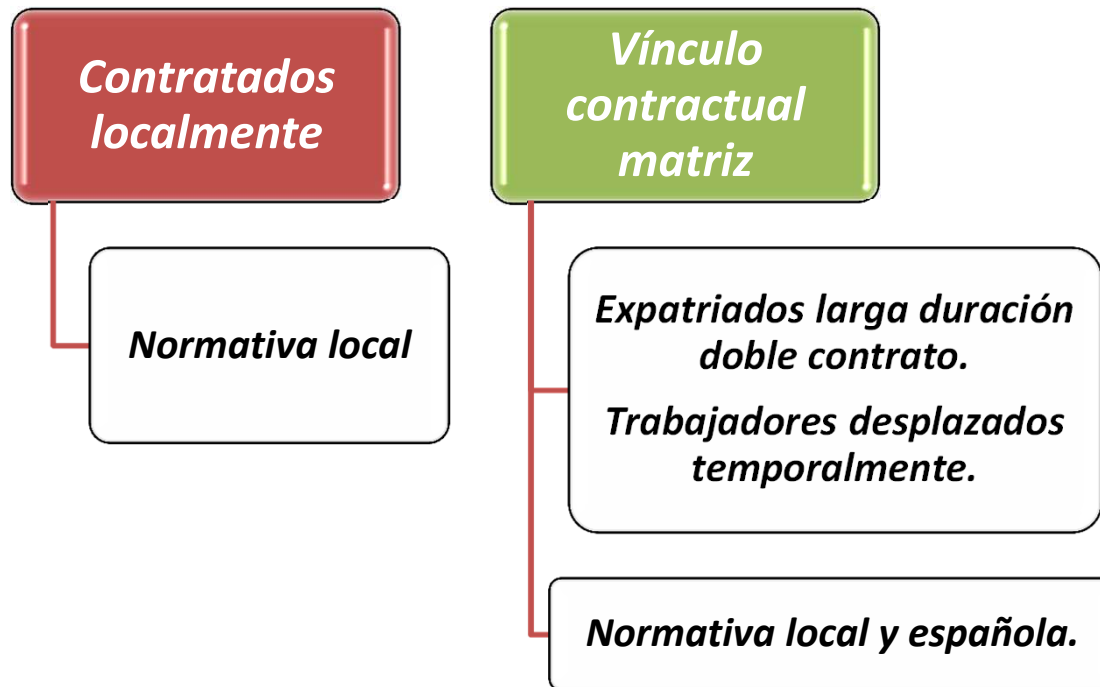 Contratados
localmente
Normativa local
Vínculo
contractual
matriz
Expatriados larga duración
doble contrato.
Trabajadores desplazados
temporalmente.
Normativa local y española.